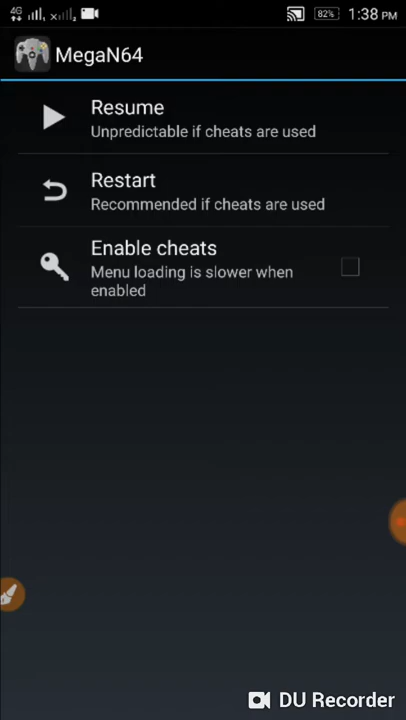 4G
82%
1:38 PM
MegaN64
Resume
Unpredictable if cheats are used
Restart
Recommended if cheats are used
Enable cheats
Menu loading is slower when
enabled
DU Recorder